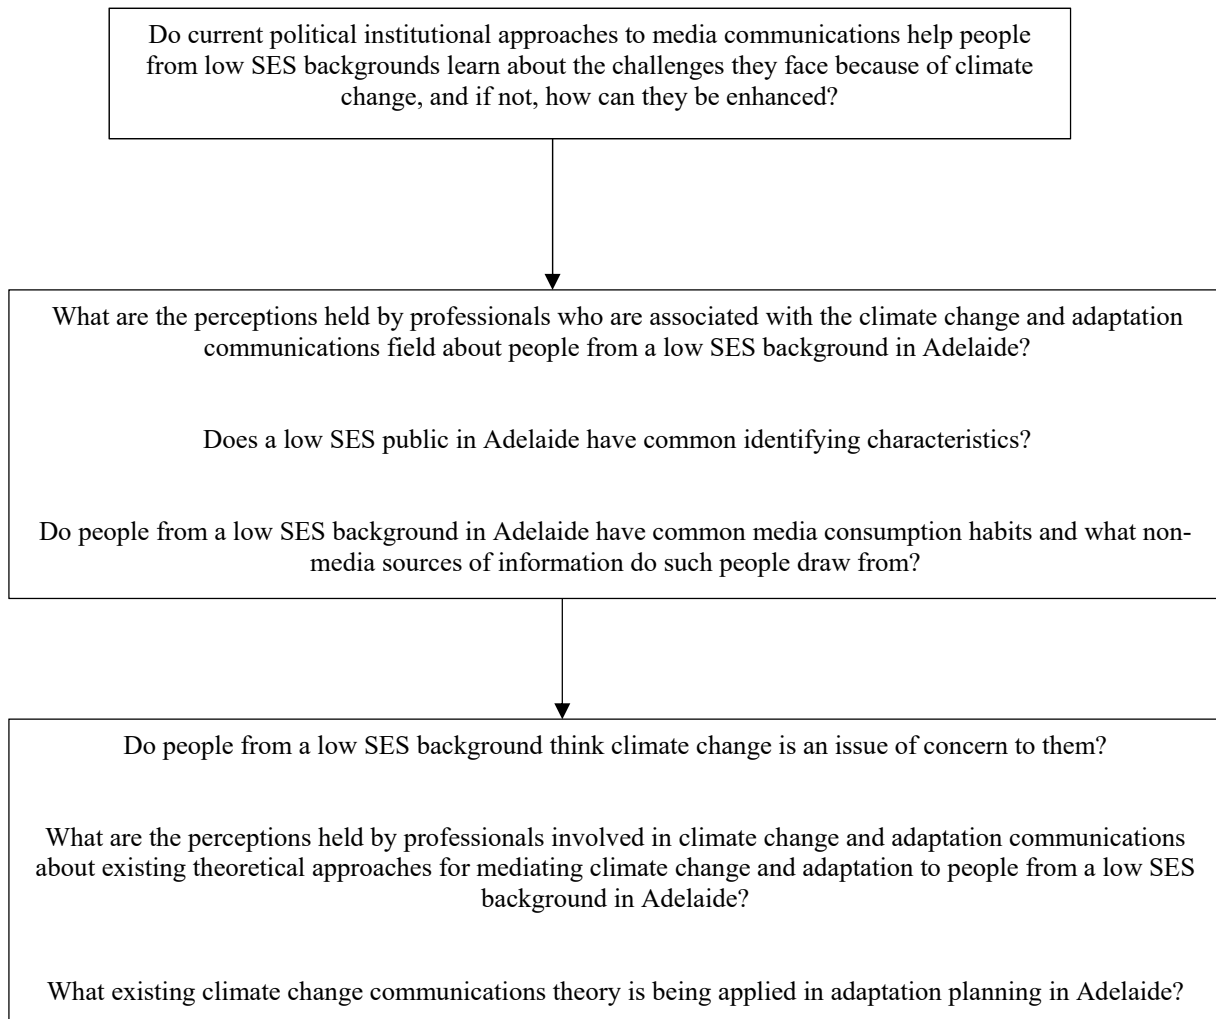 Do current political institutional approaches to media communications help people
from low SES backgrounds learn about the challenges they face because of climate
change, and if not, how can they be enhanced?
What are the perceptions held by professionals who are associated with the climate change and adaptation
communications field about people from a low SES background in Adelaide?
Does a low SES public in Adelaide have common identifying characteristics?
Do people from a low SES background in Adelaide have common media consumption habits and what non-
media sources of information do such people draw from?
Do people from a low SES background think climate change is an issue of concern to them?
What are the perceptions held by professionals involved in climate change and adaptation communications
about existing theoretical approaches for mediating climate change and adaptation to people from a low SES
background in Adelaide?
What existing climate change communications theory is being applied in adaptation planning in Adelaide?